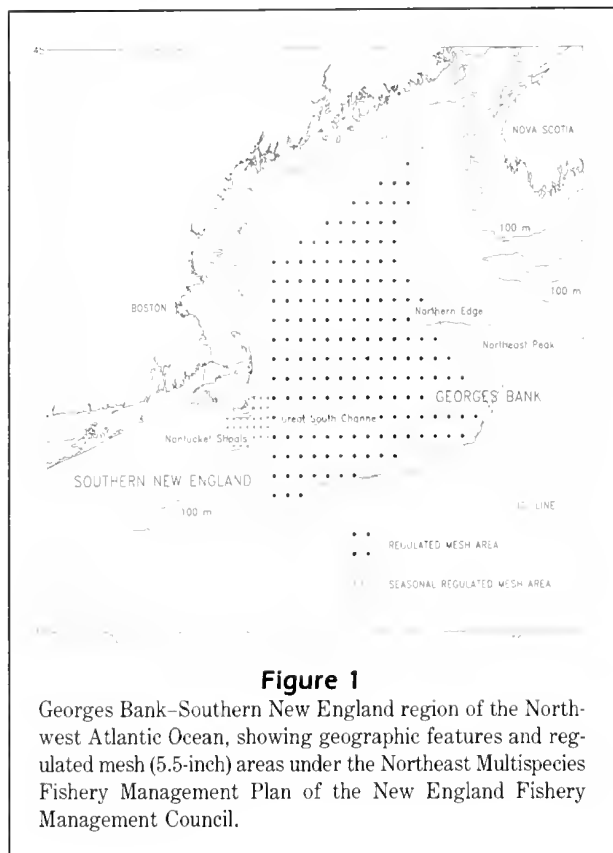 45
NOVA SCOTIA
100 m
100 m
BOSTON
Northern Edge
Northeast Peak
GEORGES BANK
Great South Channel
Nantucket Shoals
SOUTHERN NEW ENGLAND
100 m
LINE
REGULATED MESH AREA
SEASONAL REGULATED MESH AREA
Figure 1
Georges Bank–Southern New England region of the North-
west Atlantic Ocean, showing geographic features and reg-
ulated mesh (5.5-inch) areas under the Northeast Multispecies
Fishery Management Plan of the New England Fishery
Management Council.